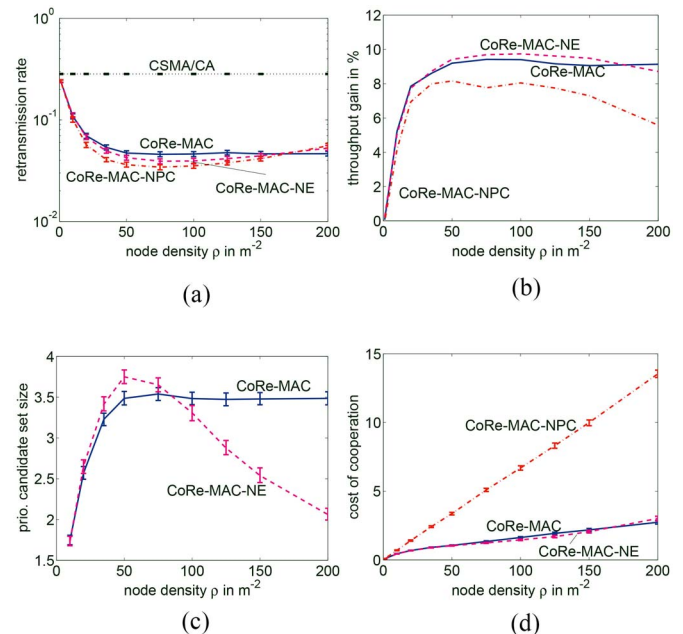 10^0
10^-1
10^-2
retransmission rate
CSMA/CA
CoRe-MAC
CoRe-MAC-NPC
CoRe-MAC-NE
0 50 100 150 200
node density ρ in m^-2
(a)
12
10
8
6
4
2
0
throughput gain in %
CoRe-MAC-NE
CoRe-MAC
CoRe-MAC-NPC
0 50 100 150 200
node density ρ in m^-2
(b)
4
3.5
3
2.5
2
1.5
prio. candidate set size
CoRe-MAC
CoRe-MAC-NE
0 50 100 150 200
node density ρ in m^-2
(c)
15
10
5
0
cost of cooperation
CoRe-MAC-NPC
CoRe-MAC
CoRe-MAC-NE
0 50 100 150 200
node density ρ in m^-2
(d)